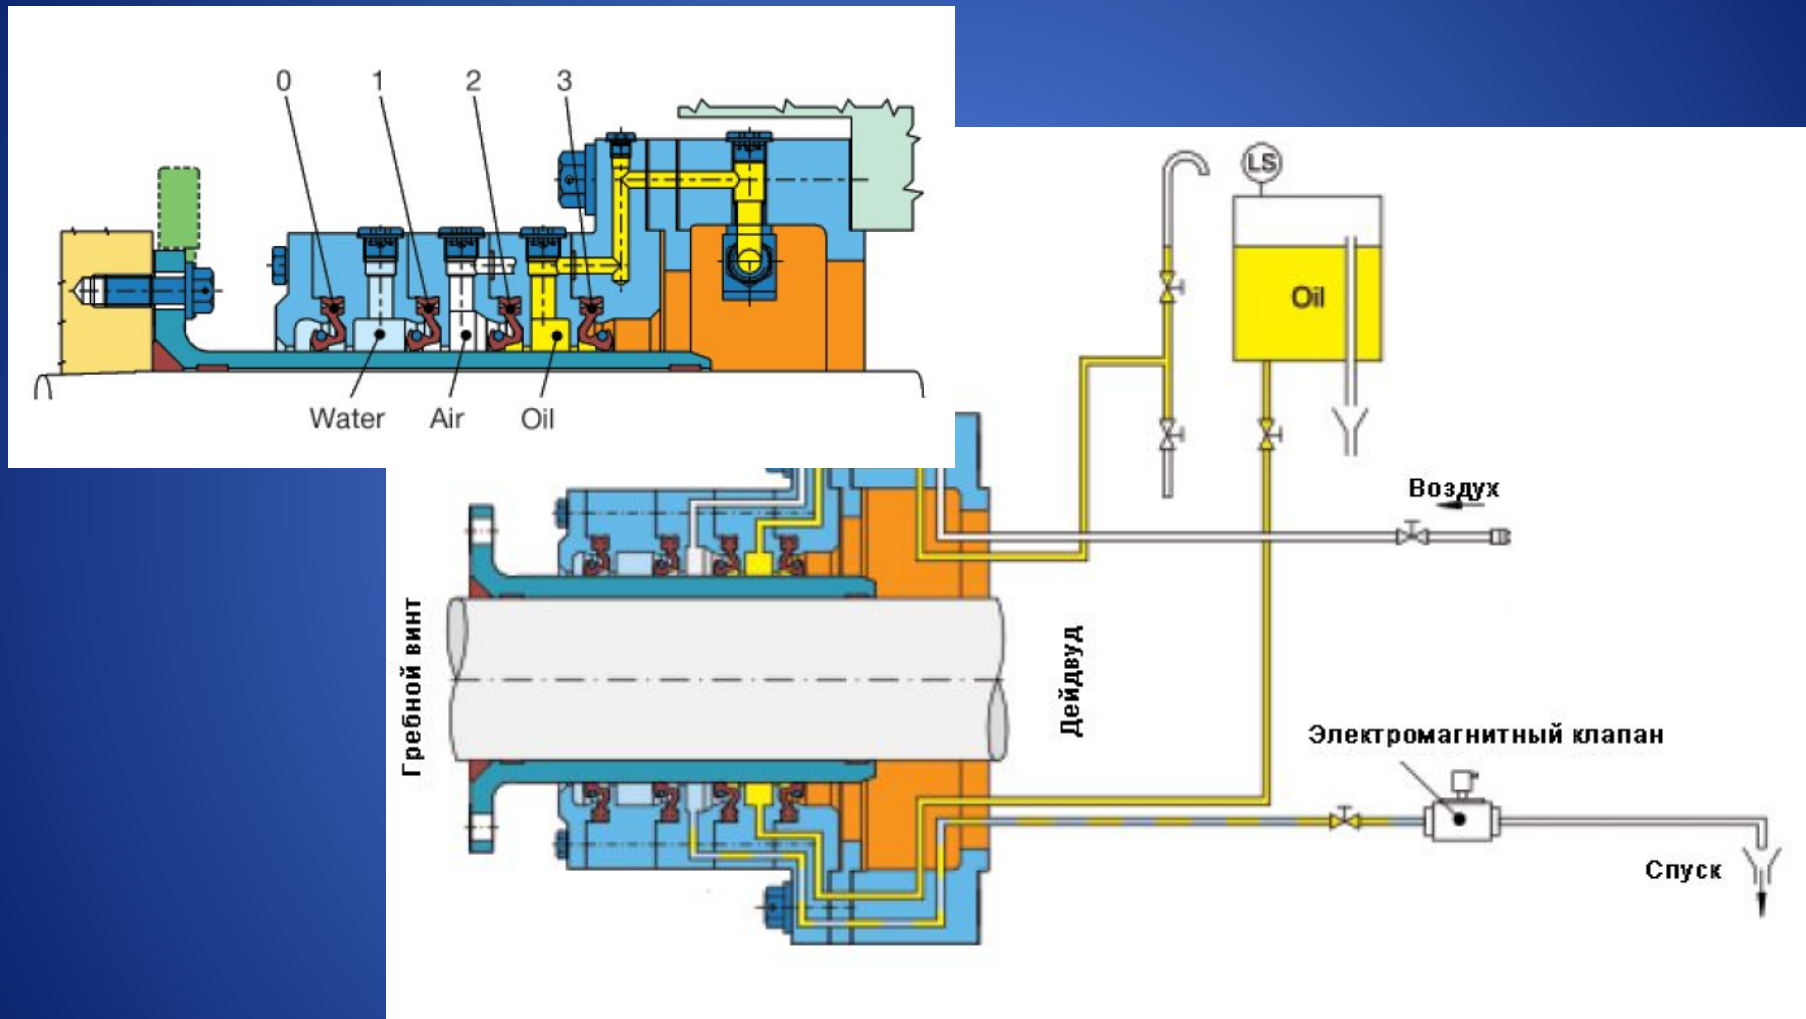 0 1 2 3
Water Air Oil
LS
Oil
Воздух
Гребной винт
Дейдвуд
Электромагнитный клапан
Спуск